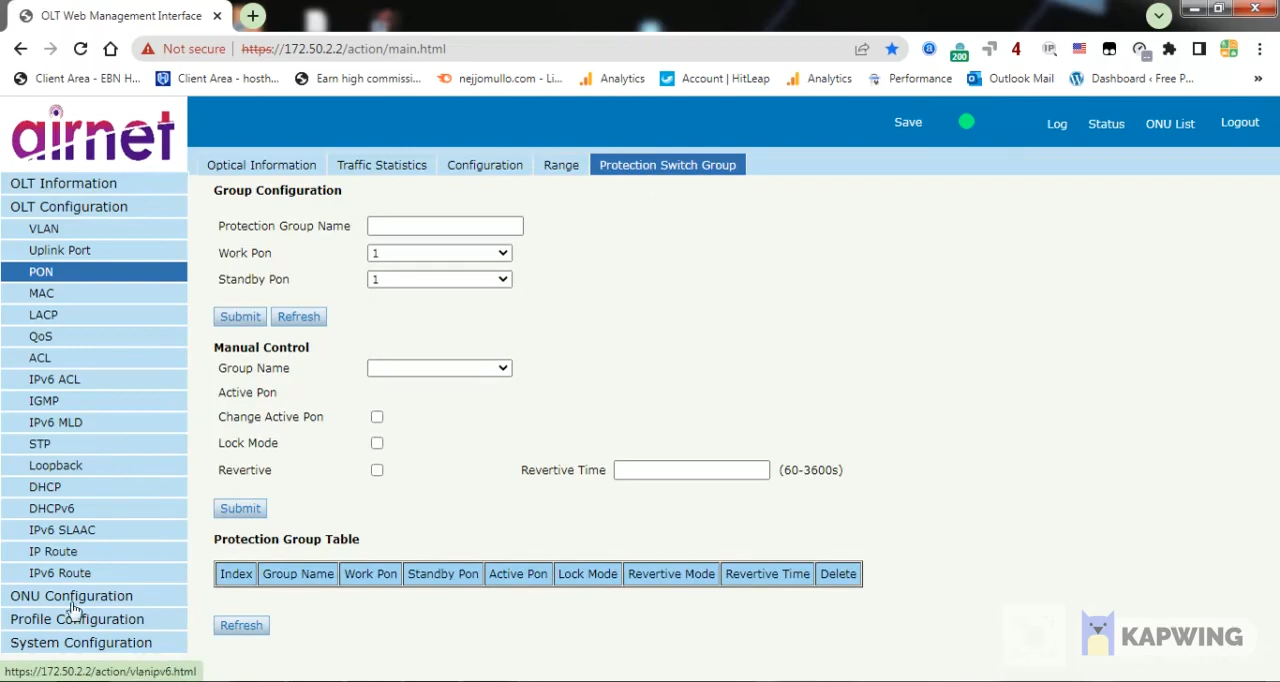 OLT Web Management Interface
Not secure https://172.50.2.2/action/main.html
200
4
IP
Client Area - EBN H... Client Area - hosth... Earn high commissi... nejjomullo.com - Li... Analytics Account | HitLeap Analytics Performance Outlook Mail Dashboard ‹ Free P... »
airnet
Save Log Status ONU List Logout
Optical Information Traffic Statistics Configuration Range Protection Switch Group
OLT Information
OLT Configuration
VLAN
Uplink Port
PON
MAC
LACP
QoS
ACL
IPv6 ACL
IGMP
IPv6 MLD
STP
Loopback
DHCP
DHCPv6
IPv6 SLAAC
IP Route
IPv6 Route
ONU Configuration
Profile Configuration
System Configuration
Group Configuration
Protection Group Name
Work Pon 1
Standby Pon 1
Submit Refresh
Manual Control
Group Name
Active Pon
Change Active Pon
Lock Mode
Revertive Revertive Time (60-3600s)
Submit
Protection Group Table
Index Group Name Work Pon Standby Pon Active Pon Lock Mode Revertive Mode Revertive Time Delete
Refresh
KAPWING
https://172.50.2.2/action/vlanipv6.html